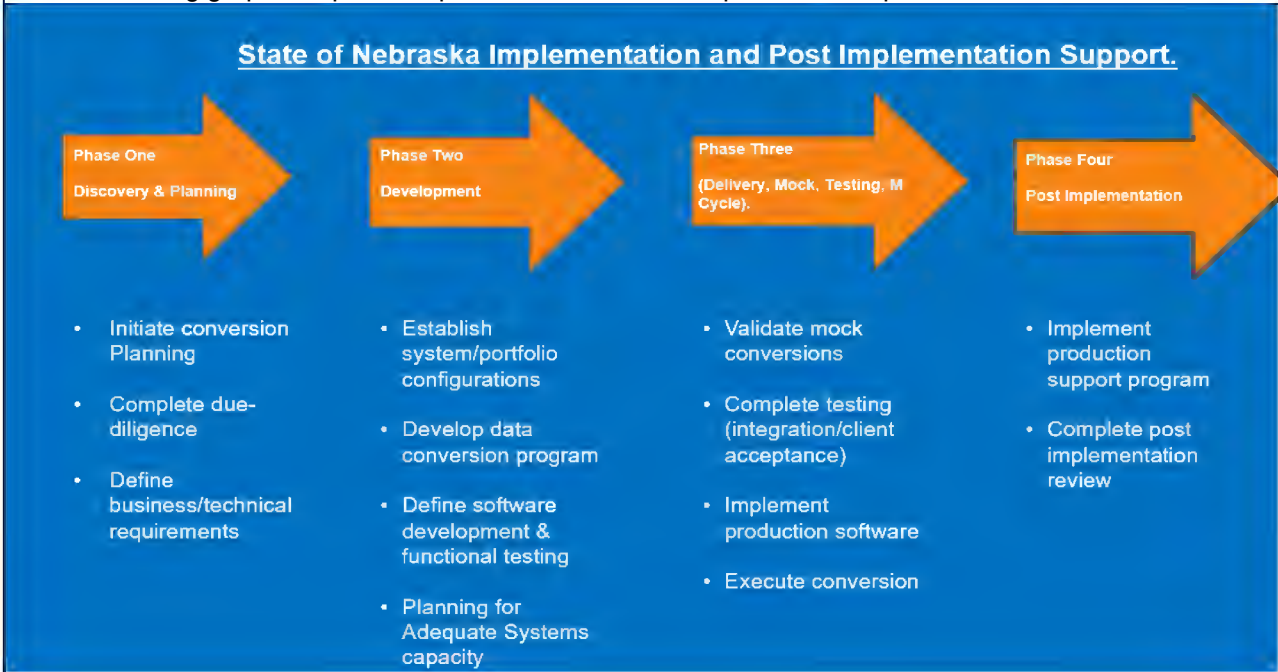 State of Nebraska Implementation and Post Implementation Support.
Phase One
Discovery & Planning
Phase Two
Development
Phase Three
(Delivery, Mock, Testing, M
Cycle).
Phase Four
Post Implementation
• Initiate conversion
Planning
• Complete due-
diligence
• Define
business/technical
requirements
• Establish
system/portfolio
configurations
• Develop data
conversion program
• Define software
development &
functional testing
• Planning for
Adequate Systems
capacity
• Validate mock
conversions
• Complete testing
(integration/client
acceptance)
• Implement
production software
• Execute conversion
• Implement
production
support program
• Complete post
implementation
review